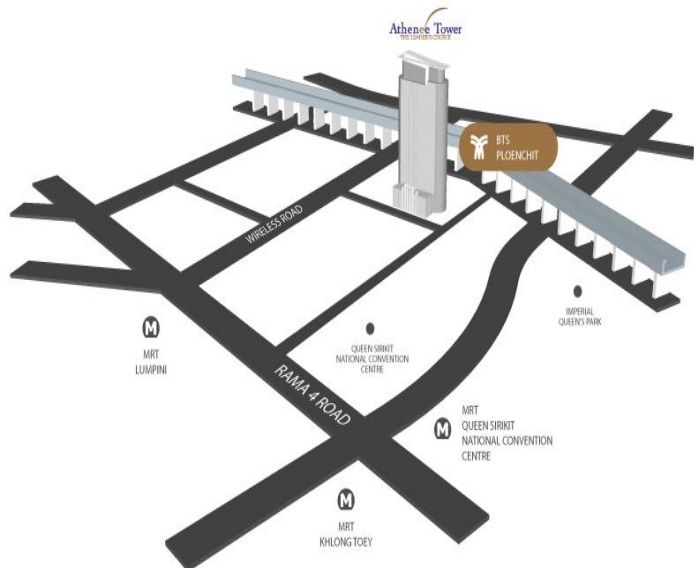 Athenee Tower
THE LEADER'S CHOICE
BTS
PLOENCHIT
WIRELESS ROAD
IMPERIAL
QUEEN'S PARK
MRT
LUMPINI
QUEEN SIRIKIT
NATIONAL CONVENTION
CENTRE
RAMA 4 ROAD
MRT
QUEEN SIRIKIT
NATIONAL CONVENTION
CENTRE
MRT
KHLONG TOEY